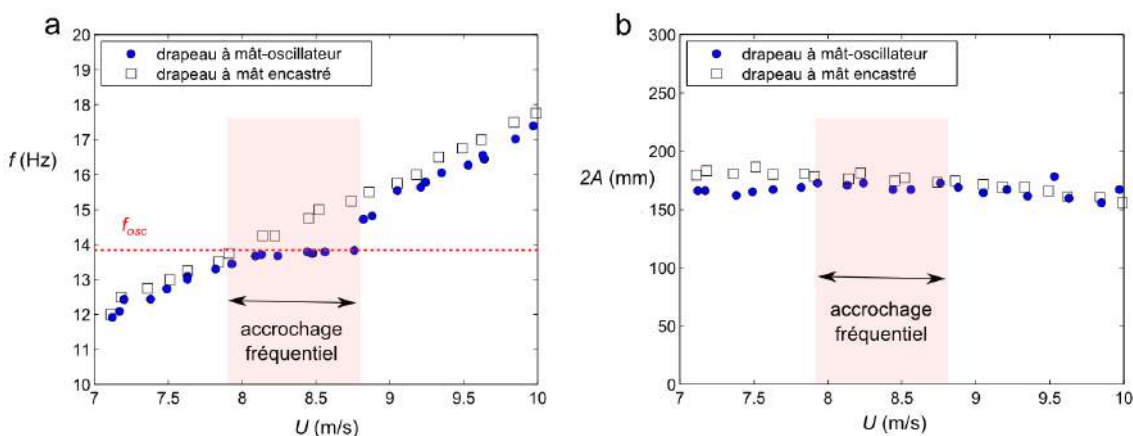 a
20
19
18
17
16
15
14
13
12
11
10
f (Hz)
drapeau à mât-oscillateur
drapeau à mât encastré
fosc
accrochage
fréquentiel
7
7.5
8
8.5
9
9.5
10
U (m/s)
b
300
250
200
150
100
50
0
2A (mm)
drapeau à mât-oscillateur
drapeau à mât encastré
accrochage
fréquentiel
7
7.5
8
8.5
9
9.5
10
U (m/s)